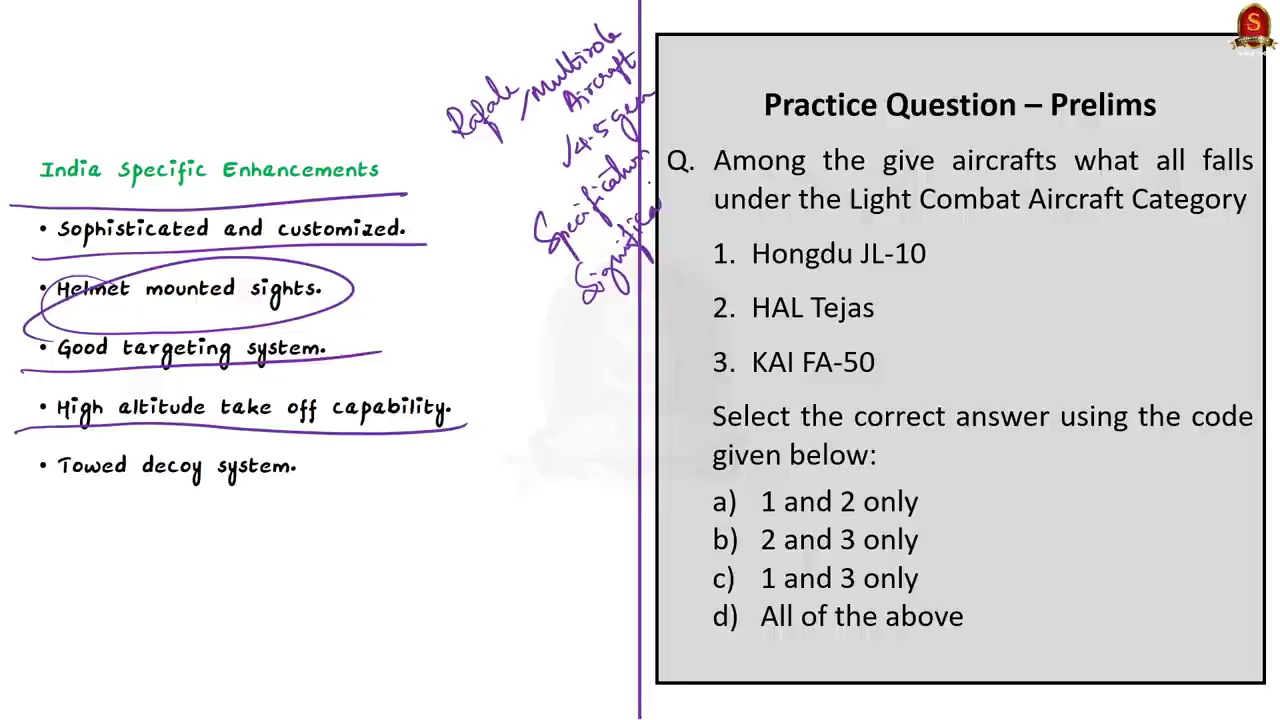 India Specific Enhancements
• Sophisticated and customized.
• Helmet mounted sights.
• Good targeting system.
• High altitude take off capability.
• Towed decoy system.
Rafale / Multirole
Aircraft
4.5 gen
Specification
Practice Question – Prelims
Q. Among the give aircrafts what all falls
under the Light Combat Aircraft Category
1. Hongdu JL-10
2. HAL Tejas
3. KAI FA-50
Select the correct answer using the code
given below:
a) 1 and 2 only
b) 2 and 3 only
c) 1 and 3 only
d) All of the above
S